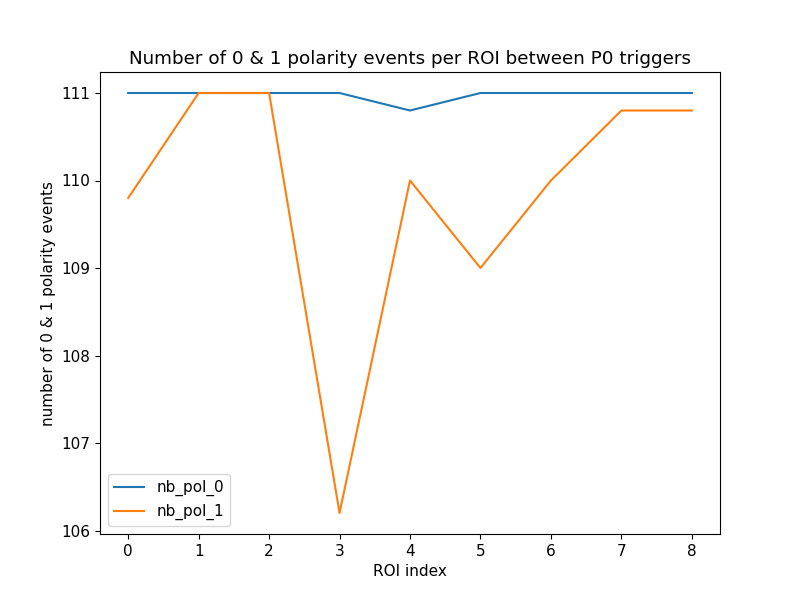 Number of 0 & 1 polarity events per ROI between P0 triggers
111
110
109
108
107
106
number of 0 & 1 polarity events
nb_pol_0
nb_pol_1
0 1 2 3 4 5 6 7 8
ROI index